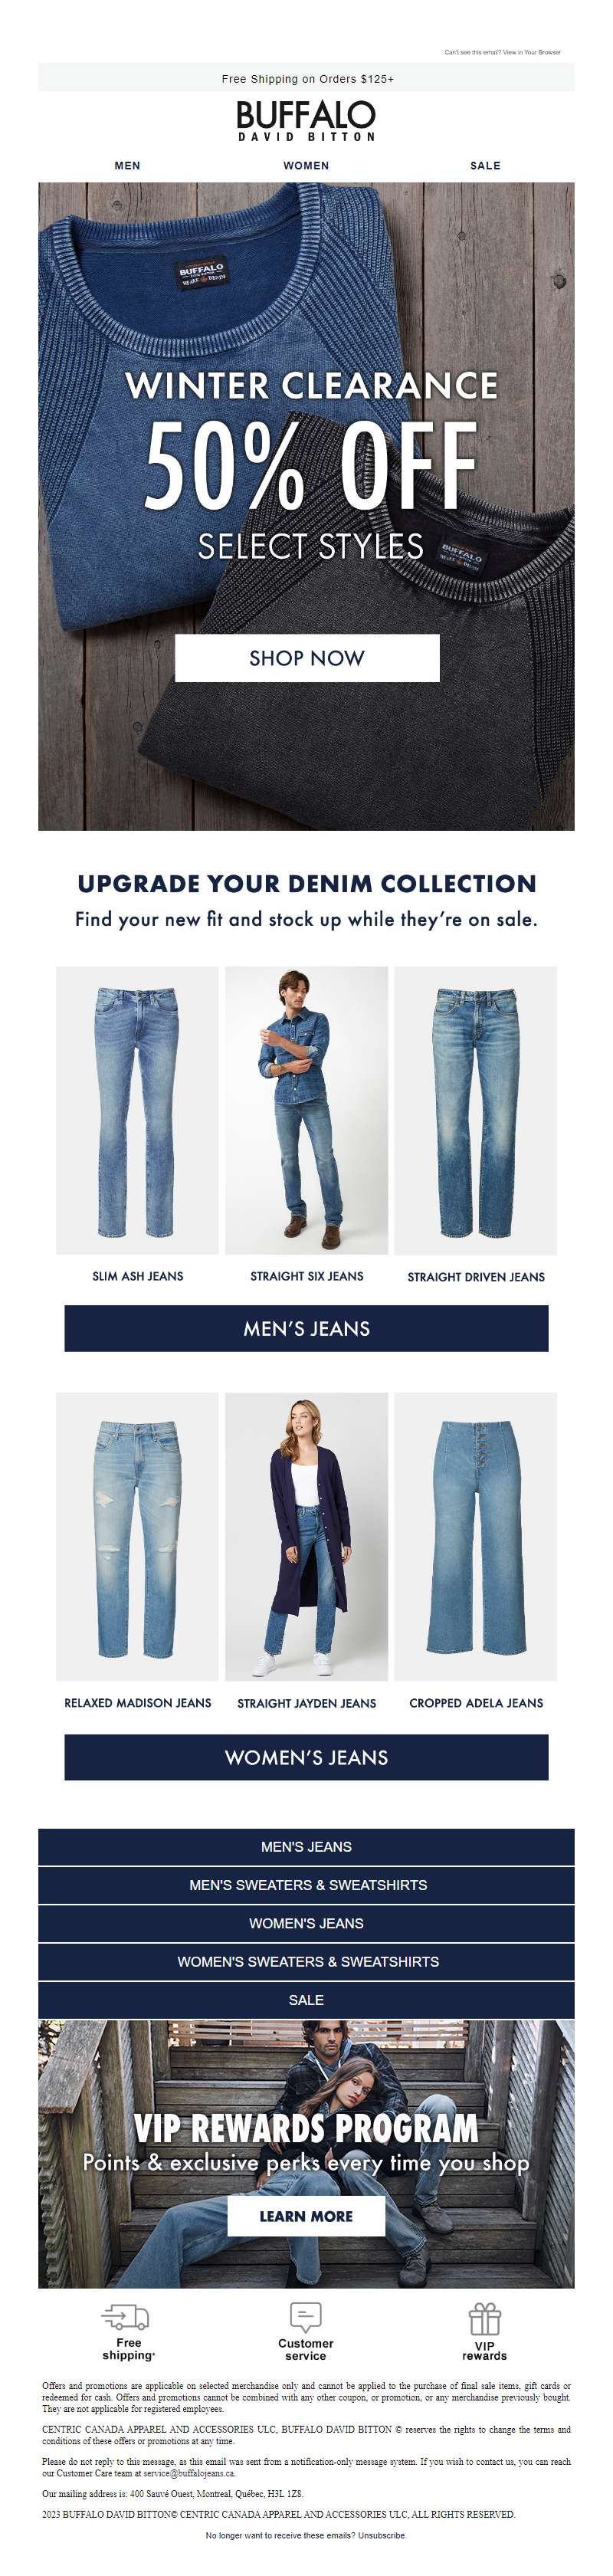 Can't see this email? View in Your Browser
Free Shipping on Orders $125+
BUFFALO
DAVID BITTON
MEN
WOMEN
SALE
BUFFALO
WINTER CLEARANCE
50% OFF
SELECT STYLES
BUFFALO
SHOP NOW
UPGRADE YOUR DENIM COLLECTION
Find your new fit and stock up while they're on sale.
SLIM ASH JEANS
STRAIGHT SIX JEANS
STRAIGHT DRIVEN JEANS
MEN'S JEANS
RELAXED MADISON JEANS
STRAIGHT JAYDEN JEANS
CROPPED ADELA JEANS
WOMEN'S JEANS
MEN'S JEANS
MEN'S SWEATERS & SWEATSHIRTS
WOMEN'S JEANS
WOMEN'S SWEATERS & SWEATSHIRTS
SALE
VIP REWARDS PROGRAM
Points & exclusive perks every time you shop
LEARN MORE
Free
shipping*
Customer
service
VIP
rewards
Offers and promotions are applicable on selected merchandise only and cannot be applied to the purchase of final sale items, gift cards or
redeemed for cash. Offers and promotions cannot be combined with any other coupon, or promotion, or any merchandise previously bought.
They are not applicable for registered employees.
CENTRIC CANADA APPAREL AND ACCESSORIES ULC, BUFFALO DAVID BITTON © reserves the rights to change the terms and
conditions of these offers or promotions at any time.
Please do not reply to this message, as this email was sent from a notification-only message system. If you wish to contact us, you can reach
our Customer Care team at service@buffalojeans.ca.
Our mailing address is: 400 Sauvé Ouest, Montreal, Québec, H3L 1Z8.
2023 BUFFALO DAVID BITTON© CENTRIC CANADA APPAREL AND ACCESSORIES ULC, ALL RIGHTS RESERVED.
No longer want to receive these emails? Unsubscribe.